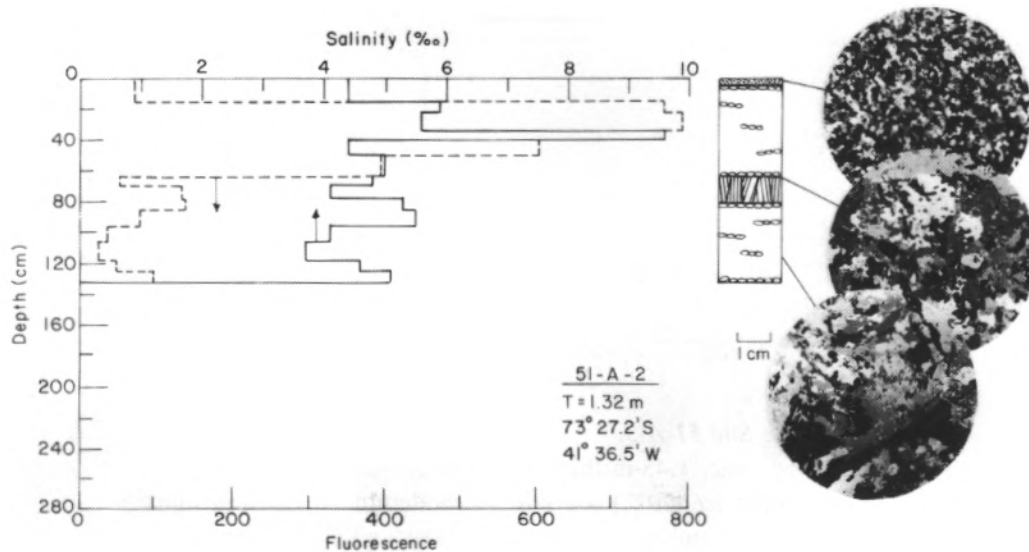 Salinity (‰)
0 2 4 6 8 10
0
40
80
120
160
200
240
280
Depth (cm)
0 200 400 600 800
Fluorescence
51-A-2
T = 1.32 m
73° 27.2' S
41° 36.5' W
1 cm